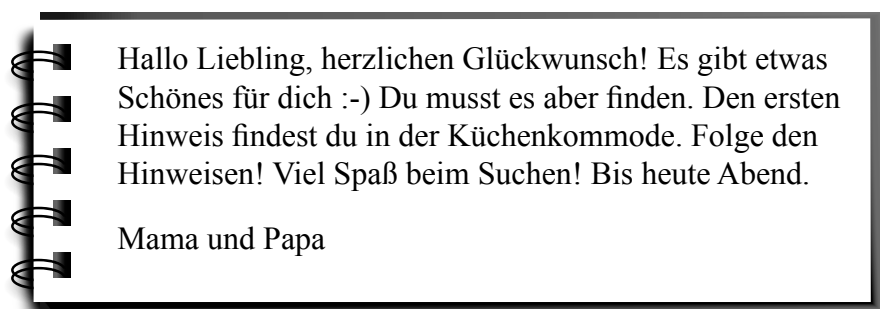 Hallo Liebling, herzlichen Glückwunsch! Es gibt etwas
Schönes für dich :-) Du musst es aber finden. Den ersten
Hinweis findest du in der Küchenkommode. Folge den
Hinweisen! Viel Spaß beim Suchen! Bis heute Abend.
Mama und Papa